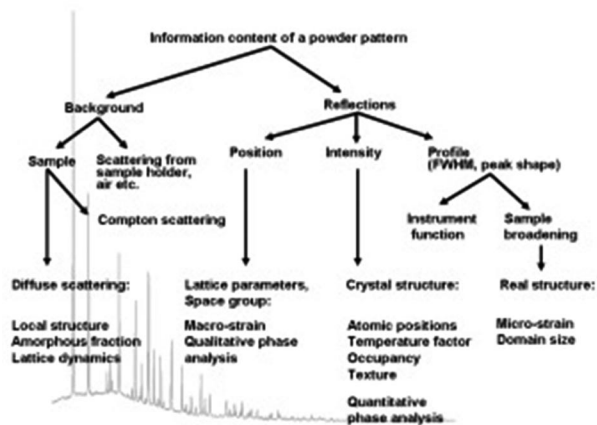 Information content of a powder pattern
Background
Reflections
Sample
Scattering from
sample holder,
air etc.
Position
Intensity
Profile
(FWHM, peak shape)
Compton scattering
Instrument
function
Sample
broadening
Diffuse scattering:
Local structure
Amorphous fraction
Lattice dynamics
Lattice parameters,
Space group:
Macro-strain
Qualitative phase
analysis
Crystal structure:
Atomic positions
Temperature factor
Occupancy
Texture
Quantitative
phase analysis
Real structure:
Micro-strain
Domain size